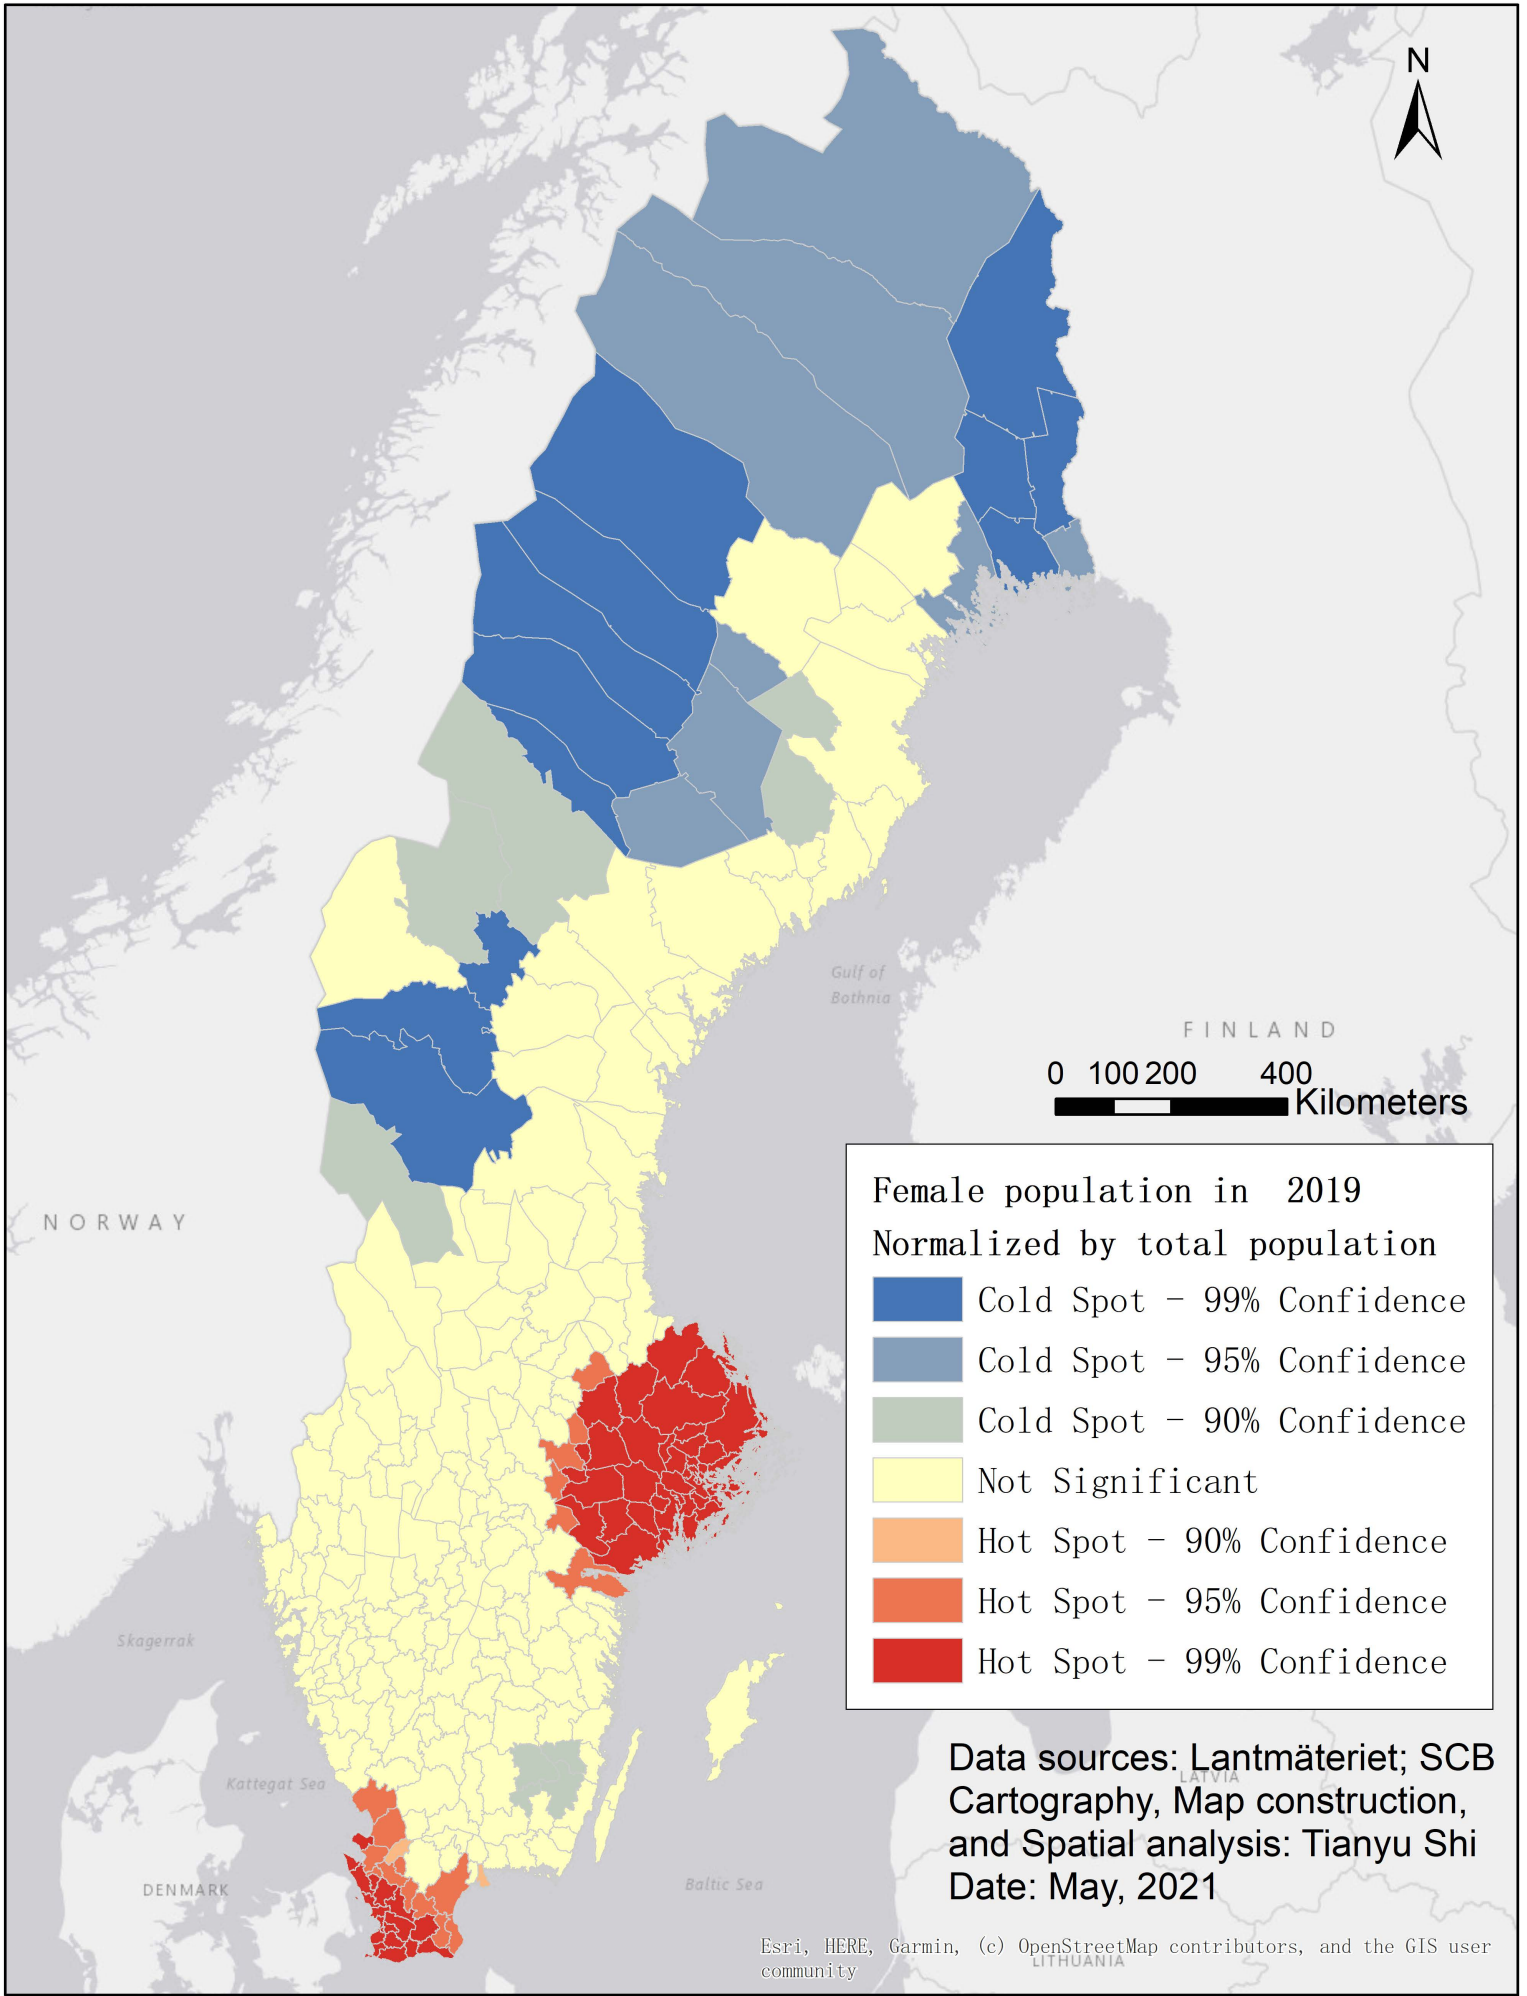 N
Gulf of
Bothnia
FINLAND
0 100 200 400
Kilometers
NORWAY
Female population in 2019
Normalized by total population
Cold Spot - 99% Confidence
Cold Spot - 95% Confidence
Cold Spot - 90% Confidence
Not Significant
Hot Spot - 90% Confidence
Hot Spot - 95% Confidence
Hot Spot - 99% Confidence
Skagerrak
Kattegat Sea
DENMARK
Baltic Sea
LATVIA
Data sources: Lantmäteriet; SCB
Cartography, Map construction,
and Spatial analysis: Tianyu Shi
Date: May, 2021
Esri, HERE, Garmin, (c) OpenStreetMap contributors, and the GIS user
community
LITHUANIA